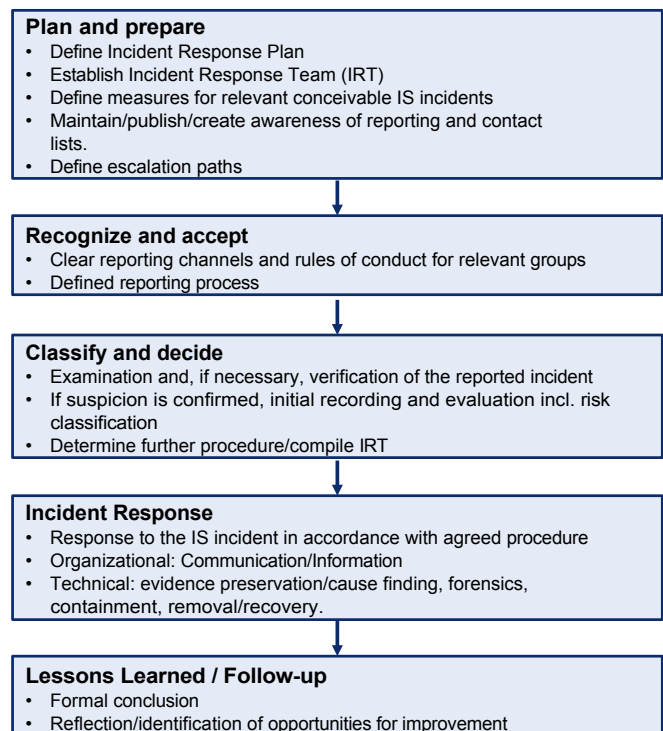 Plan and prepare
• Define Incident Response Plan
• Establish Incident Response Team (IRT)
• Define measures for relevant conceivable IS incidents
• Maintain/publish/create awareness of reporting and contact
lists.
• Define escalation paths
Recognize and accept
• Clear reporting channels and rules of conduct for relevant groups
• Defined reporting process
Classify and decide
• Examination and, if necessary, verification of the reported incident
• If suspicion is confirmed, initial recording and evaluation incl. risk
classification
• Determine further procedure/compile IRT
Incident Response
• Response to the IS incident in accordance with agreed procedure
• Organizational: Communication/Information
• Technical: evidence preservation/cause finding, forensics,
containment, removal/recovery.
Lessons Learned / Follow-up
• Formal conclusion
• Reflection/identification of opportunities for improvement